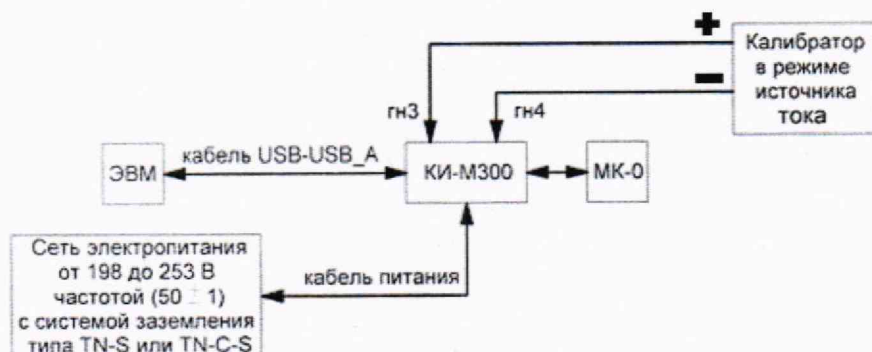 +
Калибратор
в режиме
источника
тока
–
гн3
гн4
кабель USB-USB_A
ЭВМ
КИ-М300
МК-0
Сеть электропитания
от 198 до 253 В
частотой (50 ± 1)
с системой заземления
типа TN-S или TN-C-S
кабель питания